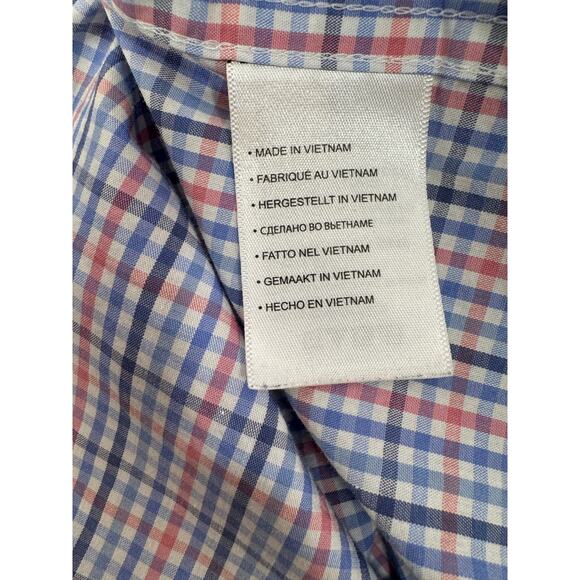 • MADE IN VIETNAM
• FABRIQUÉ AU VIETNAM
• HERGESTELLT IN VIETNAM
• СДЕЛАНО ВО ВЬЕТНАМЕ
• FATTO NEL VIETNAM
• GEMAAKT IN VIETNAM
• HECHO EN VIETNAM